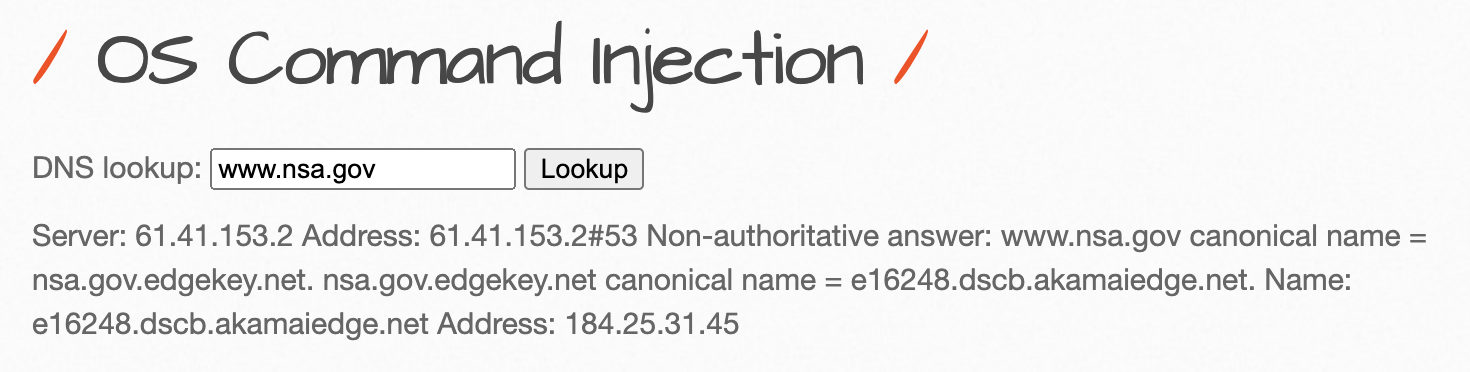 / OS Command Injection /
DNS lookup: www.nsa.gov Lookup
Server: 61.41.153.2 Address: 61.41.153.2#53 Non-authoritative answer: www.nsa.gov canonical name =
nsa.gov.edgekey.net. nsa.gov.edgekey.net canonical name = e16248.dscb.akamaiedge.net. Name:
e16248.dscb.akamaiedge.net Address: 184.25.31.45